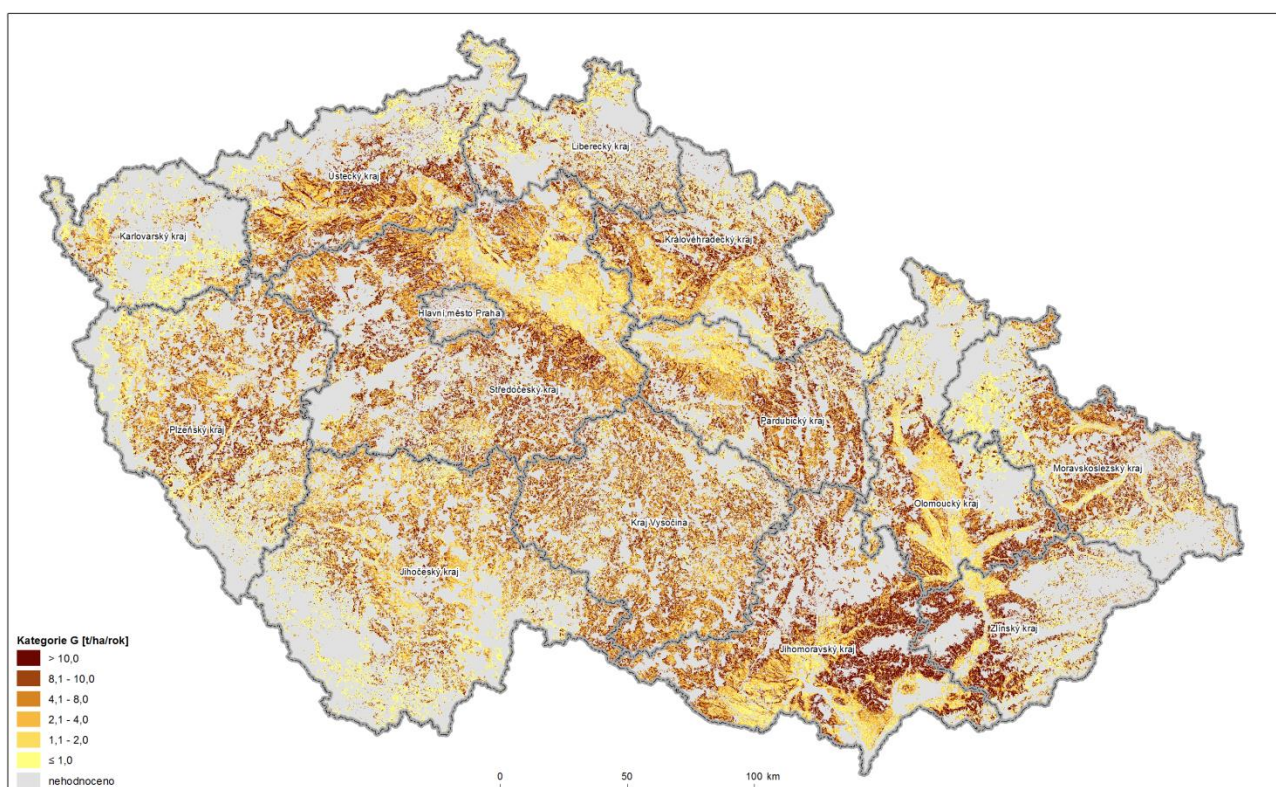 Liberecký kraj
Ústecký kraj
Karlovarský kraj
Královéhradecký kraj
Hlavní město Praha
Středočeský kraj
Plzeňský kraj
Pardubický kraj
Moravskoslezský kraj
Olomoucký kraj
Kraj Vysočina
Jihočeský kraj
Zlínský kraj
Jihomoravský kraj
Kategorie G [t/ha/rok]
> 10,0
8,1 - 10,0
4,1 - 8,0
2,1 - 4,0
1,1 - 2,0
≤ 1,0
nehodnoceno
0 50 100 km